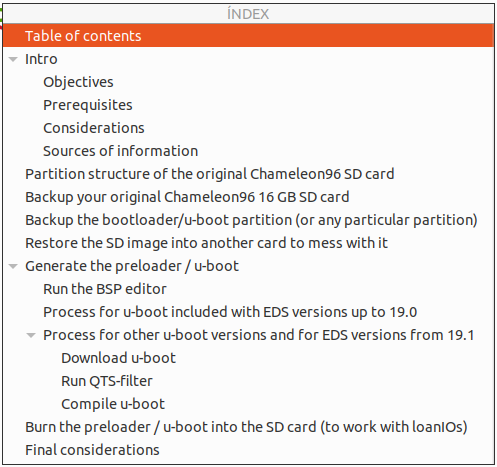 ÍNDEX
Table of contents
Intro
Objectives
Prerequisites
Considerations
Sources of information
Partition structure of the original Chameleon96 SD card
Backup your original Chameleon96 16 GB SD card
Backup the bootloader/u-boot partition (or any particular partition)
Restore the SD image into another card to mess with it
Generate the preloader / u-boot
Run the BSP editor
Process for u-boot included with EDS versions up to 19.0
Process for other u-boot versions and for EDS versions from 19.1
Download u-boot
Run QTS-filter
Compile u-boot
Burn the preloader / u-boot into the SD card (to work with loanIOs)
Final considerations